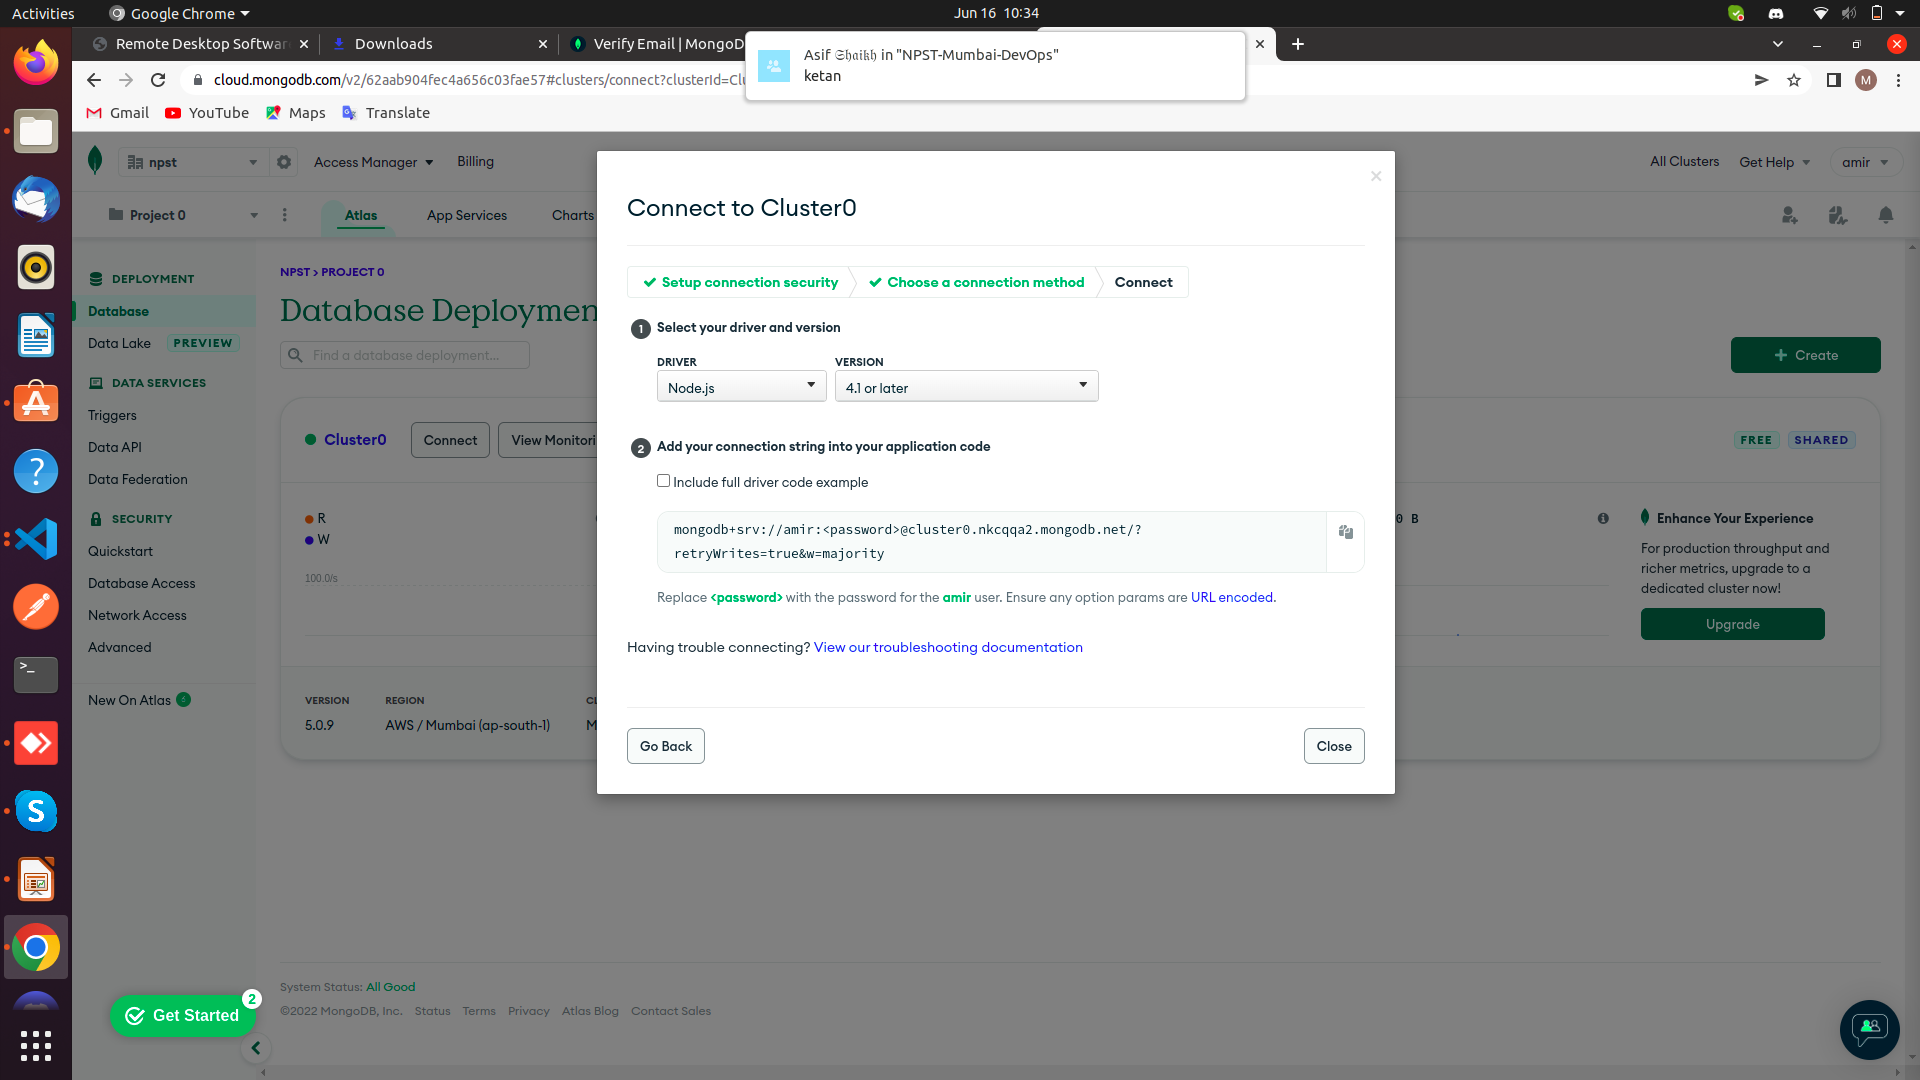 Activities
Google Chrome
Jun 16 10:34
Remote Desktop Softwar
Downloads
Verify Email | MongoD
Asif 𝔖𝔥𝔞𝔦𝔨𝔥 in "NPST-Mumbai-DevOps"
ketan
cloud.mongodb.com/v2/62aab904fec4a656c03fae57#clusters/connect?clusterId=Clu
M
Gmail
YouTube
Maps
Translate
npst
Access Manager
Billing
All Clusters
Get Help
amir
Project 0
Atlas
App Services
Charts
DEPLOYMENT
Database
Data Lake
PREVIEW
DATA SERVICES
Triggers
Data API
Data Federation
SECURITY
Quickstart
Database Access
Network Access
Advanced
New On Atlas
NPST > PROJECT 0
Database Deploymen
Find a database deployment...
Create
Cluster0
Connect
View Monitori
FREE
SHARED
R
W
100.0/s
0 B
Enhance Your Experience
For production throughput and
richer metrics, upgrade to a
dedicated cluster now!
Upgrade
VERSION
5.0.9
REGION
AWS / Mumbai (ap-south-1)
CL
M
Connect to Cluster0
Setup connection security
Choose a connection method
Connect
1 Select your driver and version
DRIVER
VERSION
Node.js
4.1 or later
2 Add your connection string into your application code
Include full driver code example
mongodb+srv://amir:<password>@cluster0.nkcqqa2.mongodb.net/?
retryWrites=true&w=majority
Replace <password> with the password for the amir user. Ensure any option params are URL encoded.
Having trouble connecting? View our troubleshooting documentation
Go Back
Close
System Status: All Good
©2022 MongoDB, Inc.
Status
Terms
Privacy
Atlas Blog
Contact Sales
Get Started
2